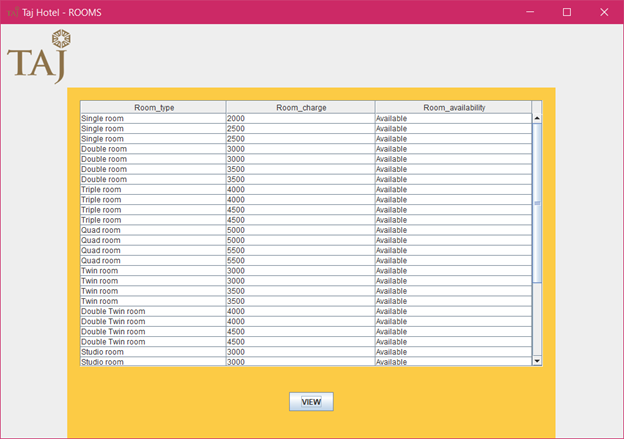 Taj Hotel - ROOMS
TAJ
Room_type Room_charge Room_availability
Single room 2000 Available
Single room 2500 Available
Single room 2500 Available
Double room 3000 Available
Double room 3000 Available
Double room 3500 Available
Double room 3500 Available
Triple room 4000 Available
Triple room 4000 Available
Triple room 4500 Available
Triple room 4500 Available
Quad room 5000 Available
Quad room 5000 Available
Quad room 5500 Available
Quad room 5500 Available
Twin room 3000 Available
Twin room 3000 Available
Twin room 3500 Available
Twin room 3500 Available
Double Twin room 4000 Available
Double Twin room 4000 Available
Double Twin room 4500 Available
Double Twin room 4500 Available
Studio room 3000 Available
Studio room 3000 Available
VIEW